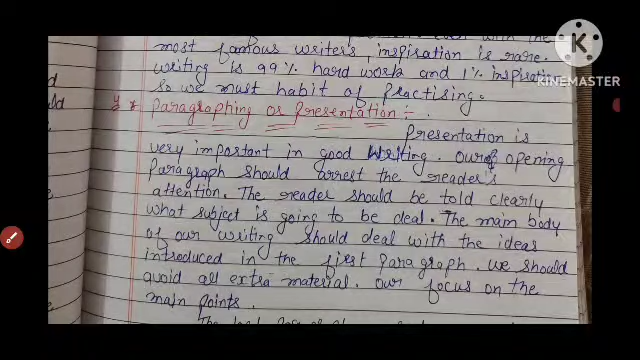 most famous writer's, inspiration is rare.
writing is 99% hard work and 1% inspiration
So we must habit of Practising.
* Paragraphing or Presentation :-
Presentation is
very important in good Writing. Our opening
Paragraph should arrest the reader's
attention. The reader should be told clearly
what subject is going to be deal. The main body
of our writing should deal with the ideas
introduced in the first Paragraph. We should
avoid all extra material. Our focus on the
main points.
KINEMASTER